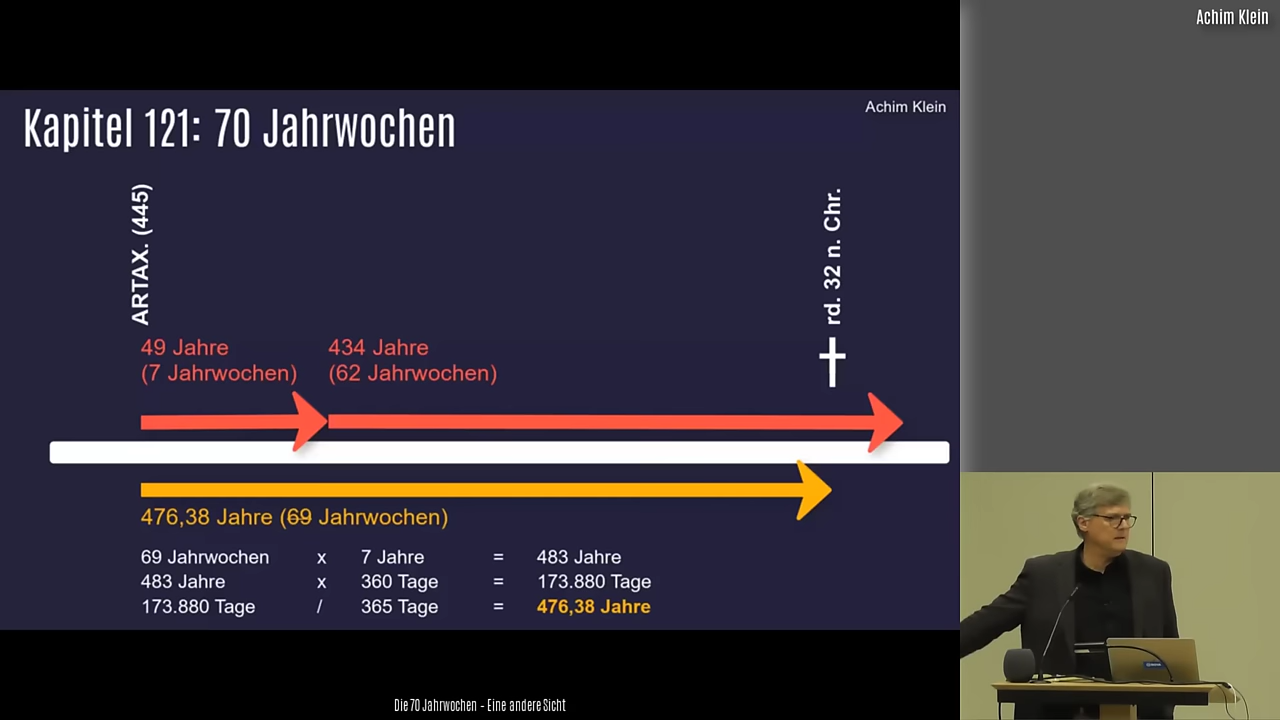 Achim Klein
Kapitel 121: 70 Jahrwochen
Achim Klein
ARTAX. (445)
rd. 32 n. Chr.
49 Jahre
(7 Jahrwochen)
434 Jahre
(62 Jahrwochen)
476,38 Jahre (69 Jahrwochen)
69 Jahrwochen x 7 Jahre = 483 Jahre
483 Jahre x 360 Tage = 173.880 Tage
173.880 Tage / 365 Tage = 476,38 Jahre
Die 70 Jahrwochen - Eine andere Sicht